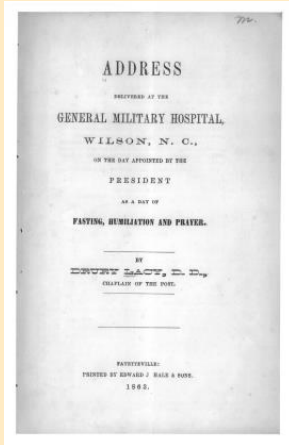 m.
ADDRESS
DELIVERED AT THE
GENERAL MILITARY HOSPITAL,
WILSON, N. C.,
ON THE DAY APPOINTED BY THE
PRESIDENT
AS A DAY OF
FASTING, HUMILIATION AND PRAYER.
BY
DRURY LACY, D. D.,
CHAPLAIN OF THE POST.
FAYETTEVILLE:
PRINTED BY EDWARD J HALE & SONS.
1863.